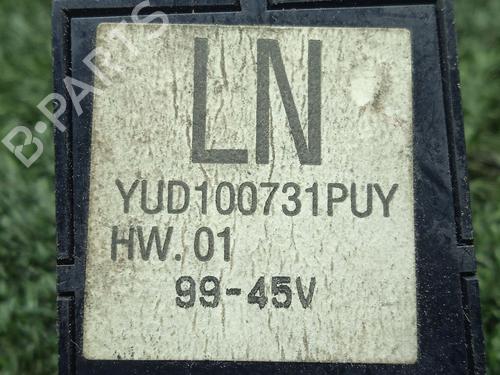 LN
YUD100731PUY
HW. 01
99-45V
B-PARTS